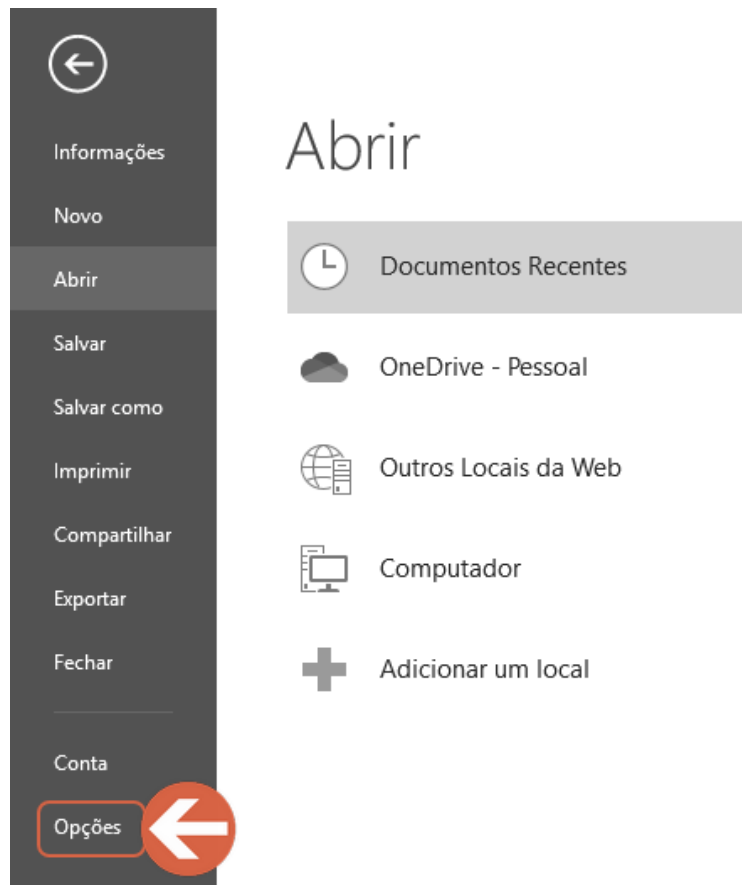 Informações
Novo
Abrir
Salvar
Salvar como
Imprimir
Compartilhar
Exportar
Fechar
Conta
Opções
Abrir
Documentos Recentes
OneDrive - Pessoal
Outros Locais da Web
Computador
Adicionar um local